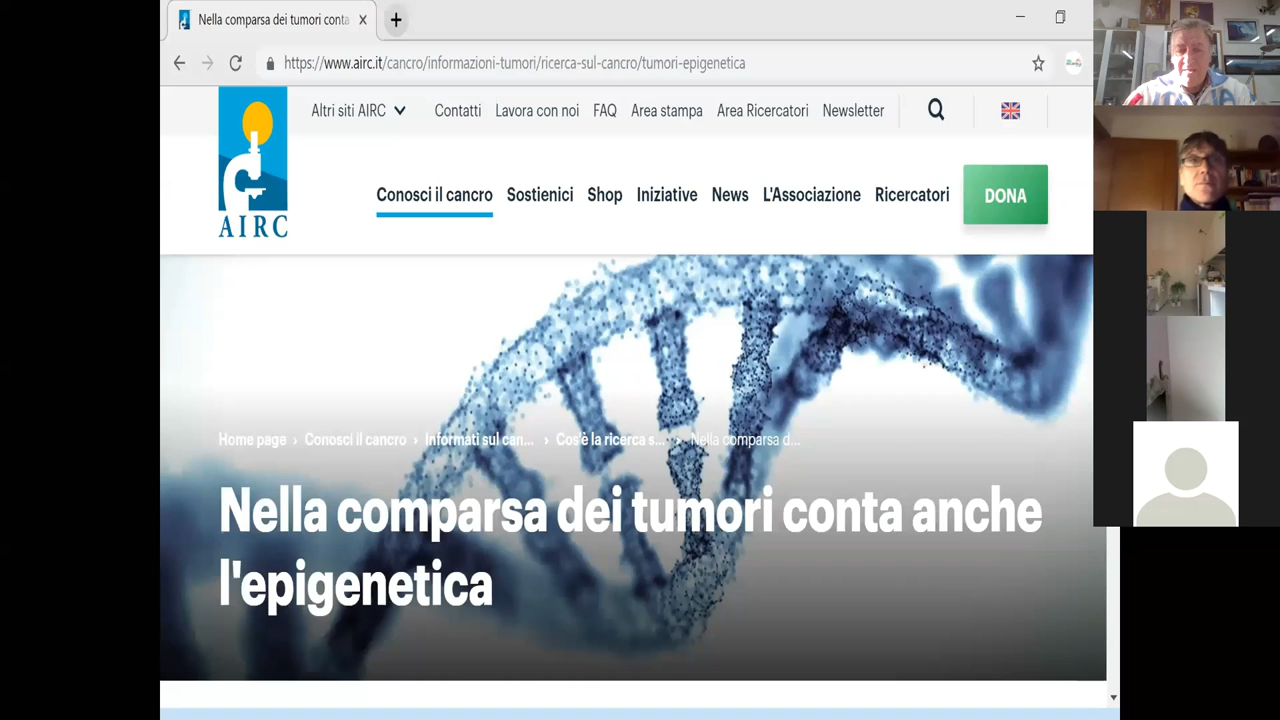 Nella comparsa dei tumori conta
https://www.airc.it/cancro/informazioni-tumori/ricerca-sul-cancro/tumori-epigenetica
Altri siti AIRC
Contatti
Lavora con noi
FAQ
Area stampa
Area Ricercatori
Newsletter
AIRC
Conosci il cancro
Sostienici
Shop
Iniziative
News
L'Associazione
Ricercatori
DONA
Home page › Conosci il cancro › Informati sul can... › Cos'è la ricerca s... › Nella comparsa d...
Nella comparsa dei tumori conta anche
l'epigenetica